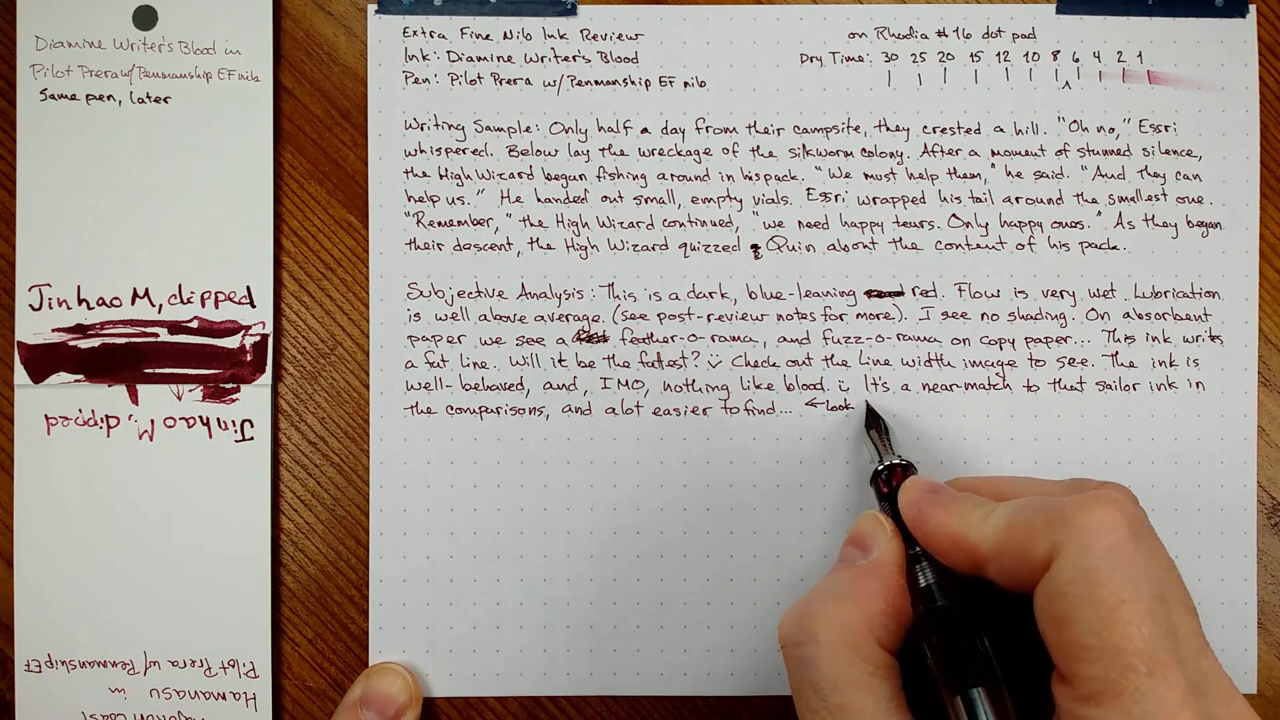 Diamine Writer's Blood in
Pilot Prera w/ Penmanship EF nib
Same pen, later
Jinhao M, dipped
Jinhao M, dipped
Pilot Prera w/ Penmanship EF
Hamanasu in
Extra Fine Nib Ink Review
Ink: Diamine Writer's Blood
Pen: Pilot Prera w/ Penmanship EF nib
on Rhodia #16 dot pad
Dry Time: 30 25 20 15 12 10 8 6 4 2 1
Writing Sample: Only half a day from their campsite, they crested a hill. "Oh no," Essri
whispered. Below lay the wreckage of the silkworm colony. After a moment of stunned silence,
the High Wizard began fishing around in his pack. "We must help them," he said. "And they can
help us." He handed out small, empty vials. Essri wrapped his tail around the smallest one.
"Remember," the High Wizard continued, "we need happy tears. Only happy ones." As they began
their descent, the High Wizard quizzed Quin about the content of his pack.
Subjective Analysis: This is a dark, blue-leaning red. Flow is very wet. Lubrication
is well above average. (see post-review notes for more). I see no shading. On absorbent
paper we see a feather-o-rama, and fuzz-o-rama on copy paper... This ink writes
a fat line. Will it be the fattest? Check out the line width image to see. The ink is
well-behaved, and, IMO, nothing like blood. It's a near-match to that sailor ink in
the comparisons, and a lot easier to find... ← Look